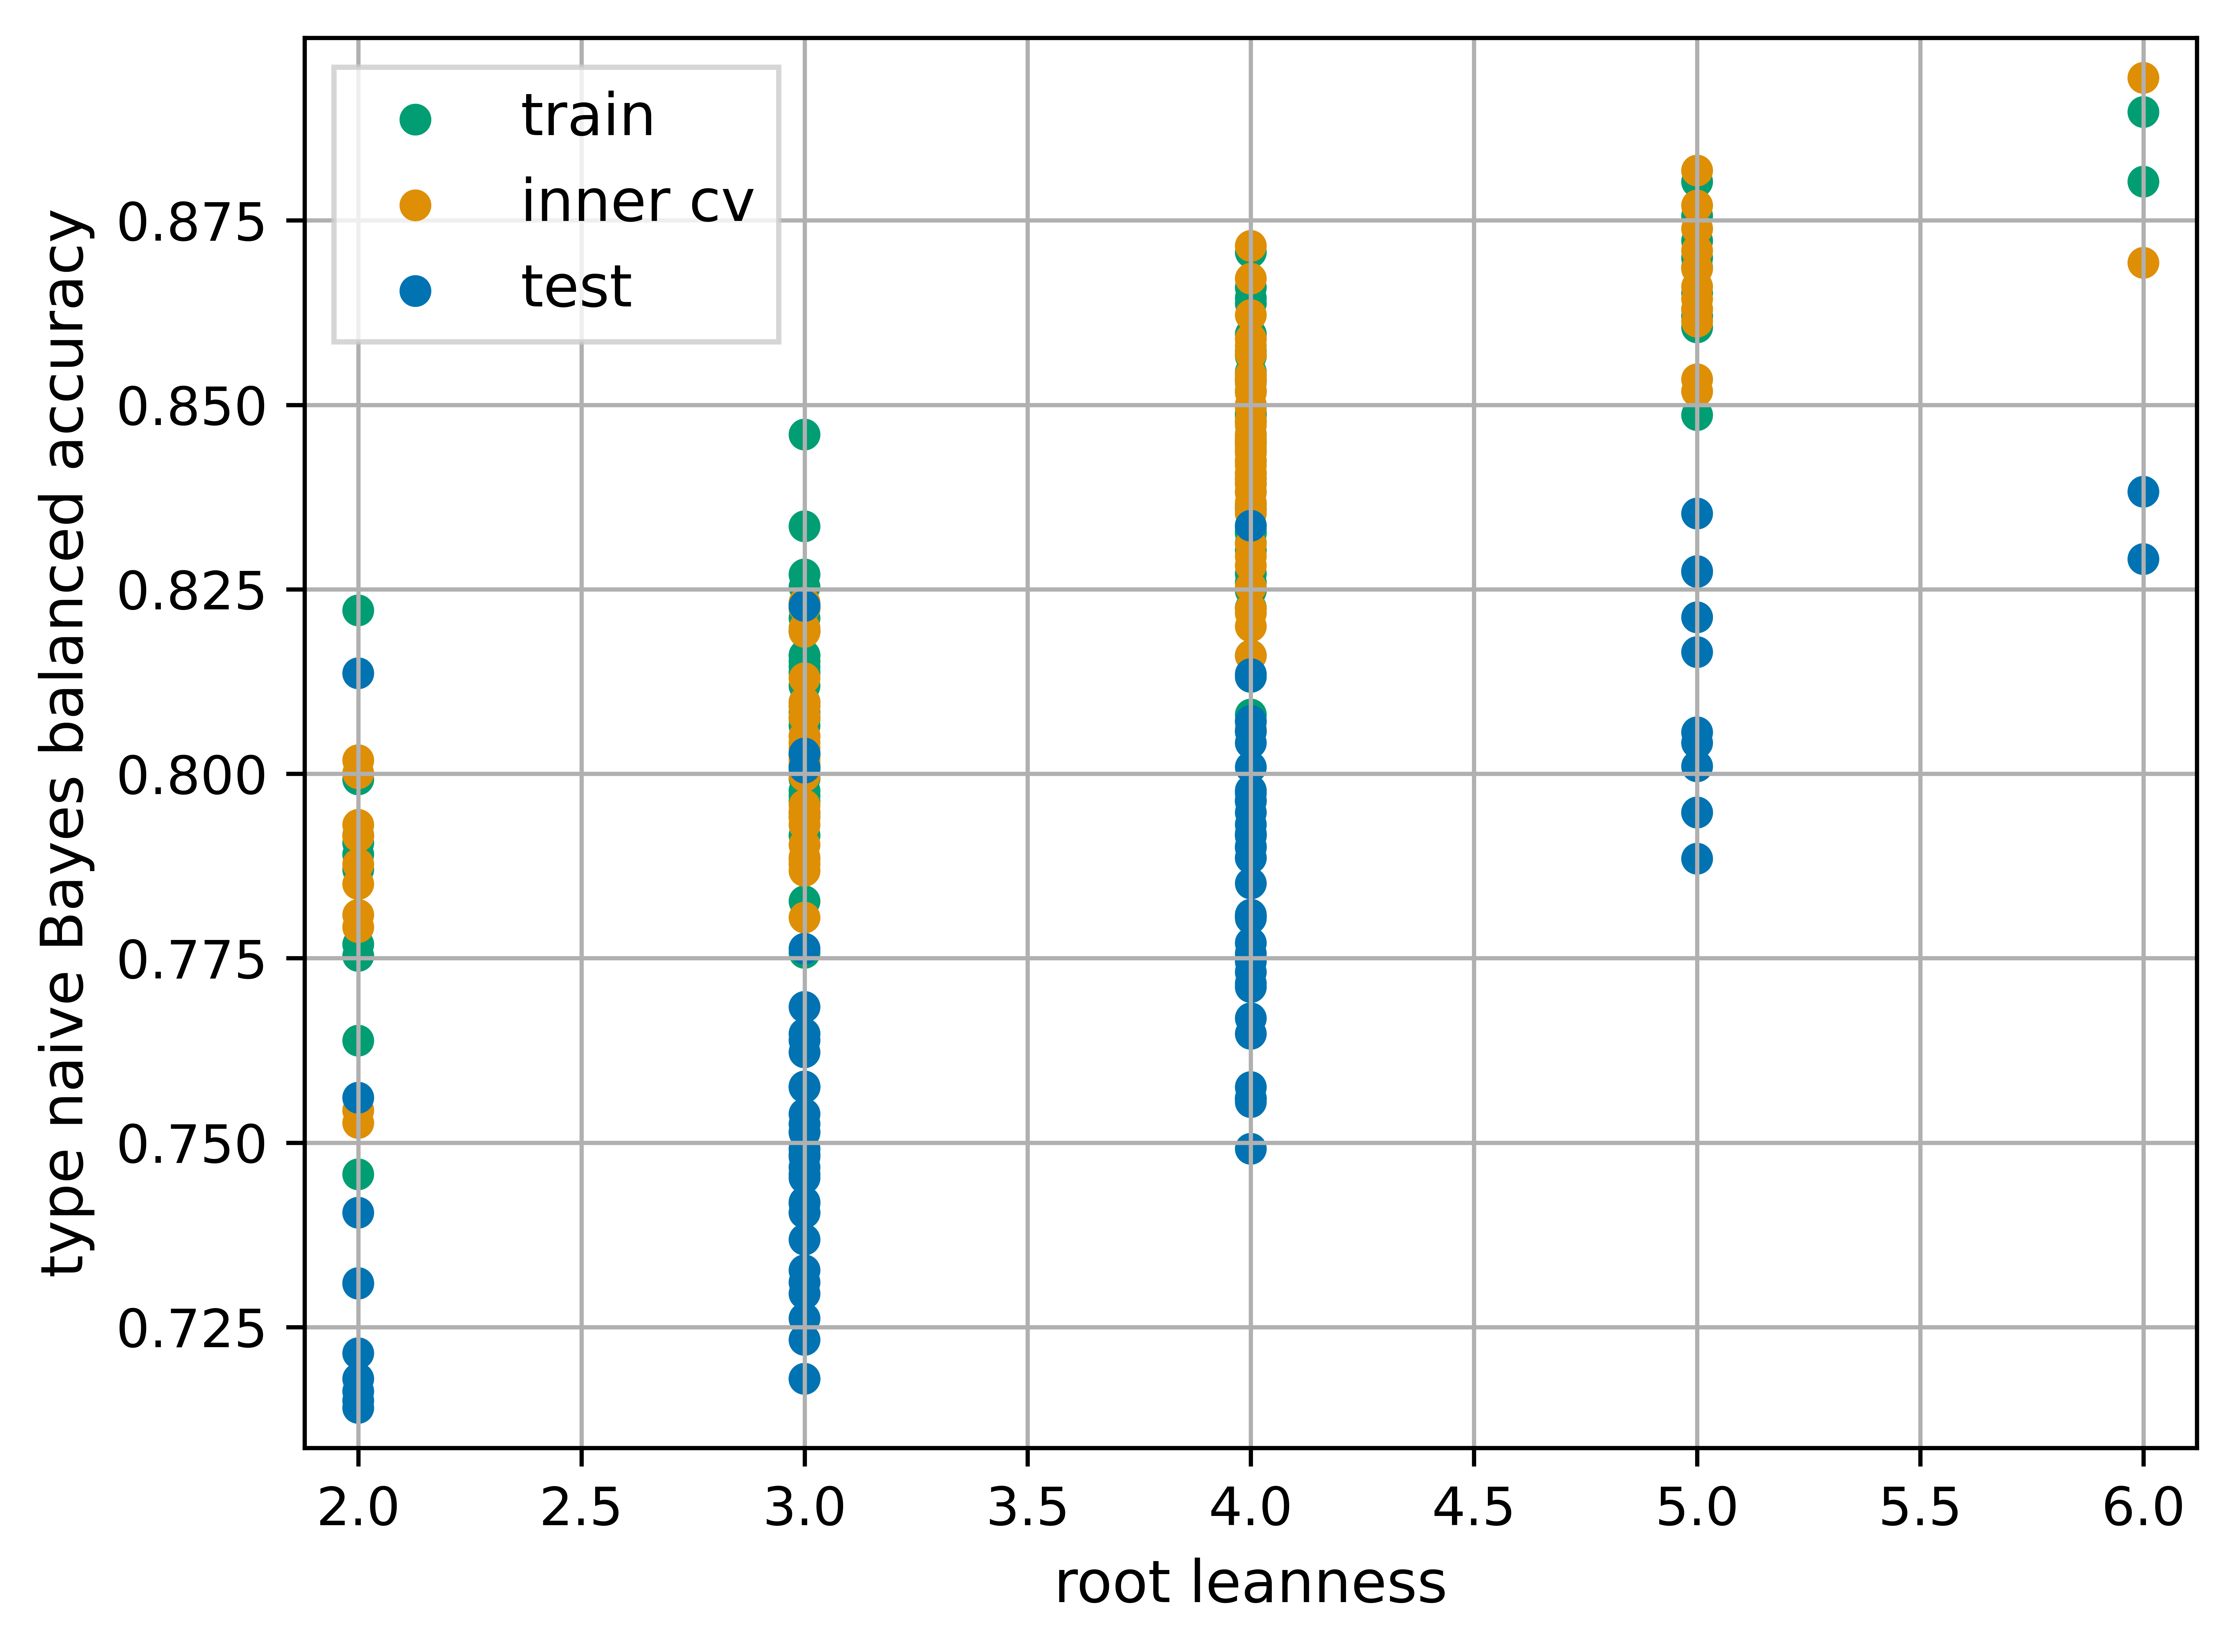 train
inner cv
test
type naive Bayes balanced accuracy
0.875
0.850
0.825
0.800
0.775
0.750
0.725
2.0 2.5 3.0 3.5 4.0 4.5 5.0 5.5 6.0
root leanness